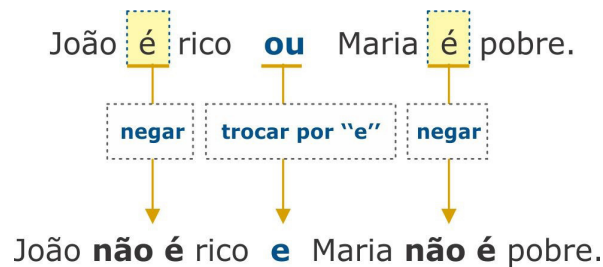 João é rico ou Maria é pobre.
negar trocar por “e” negar
João não é rico e Maria não é pobre.